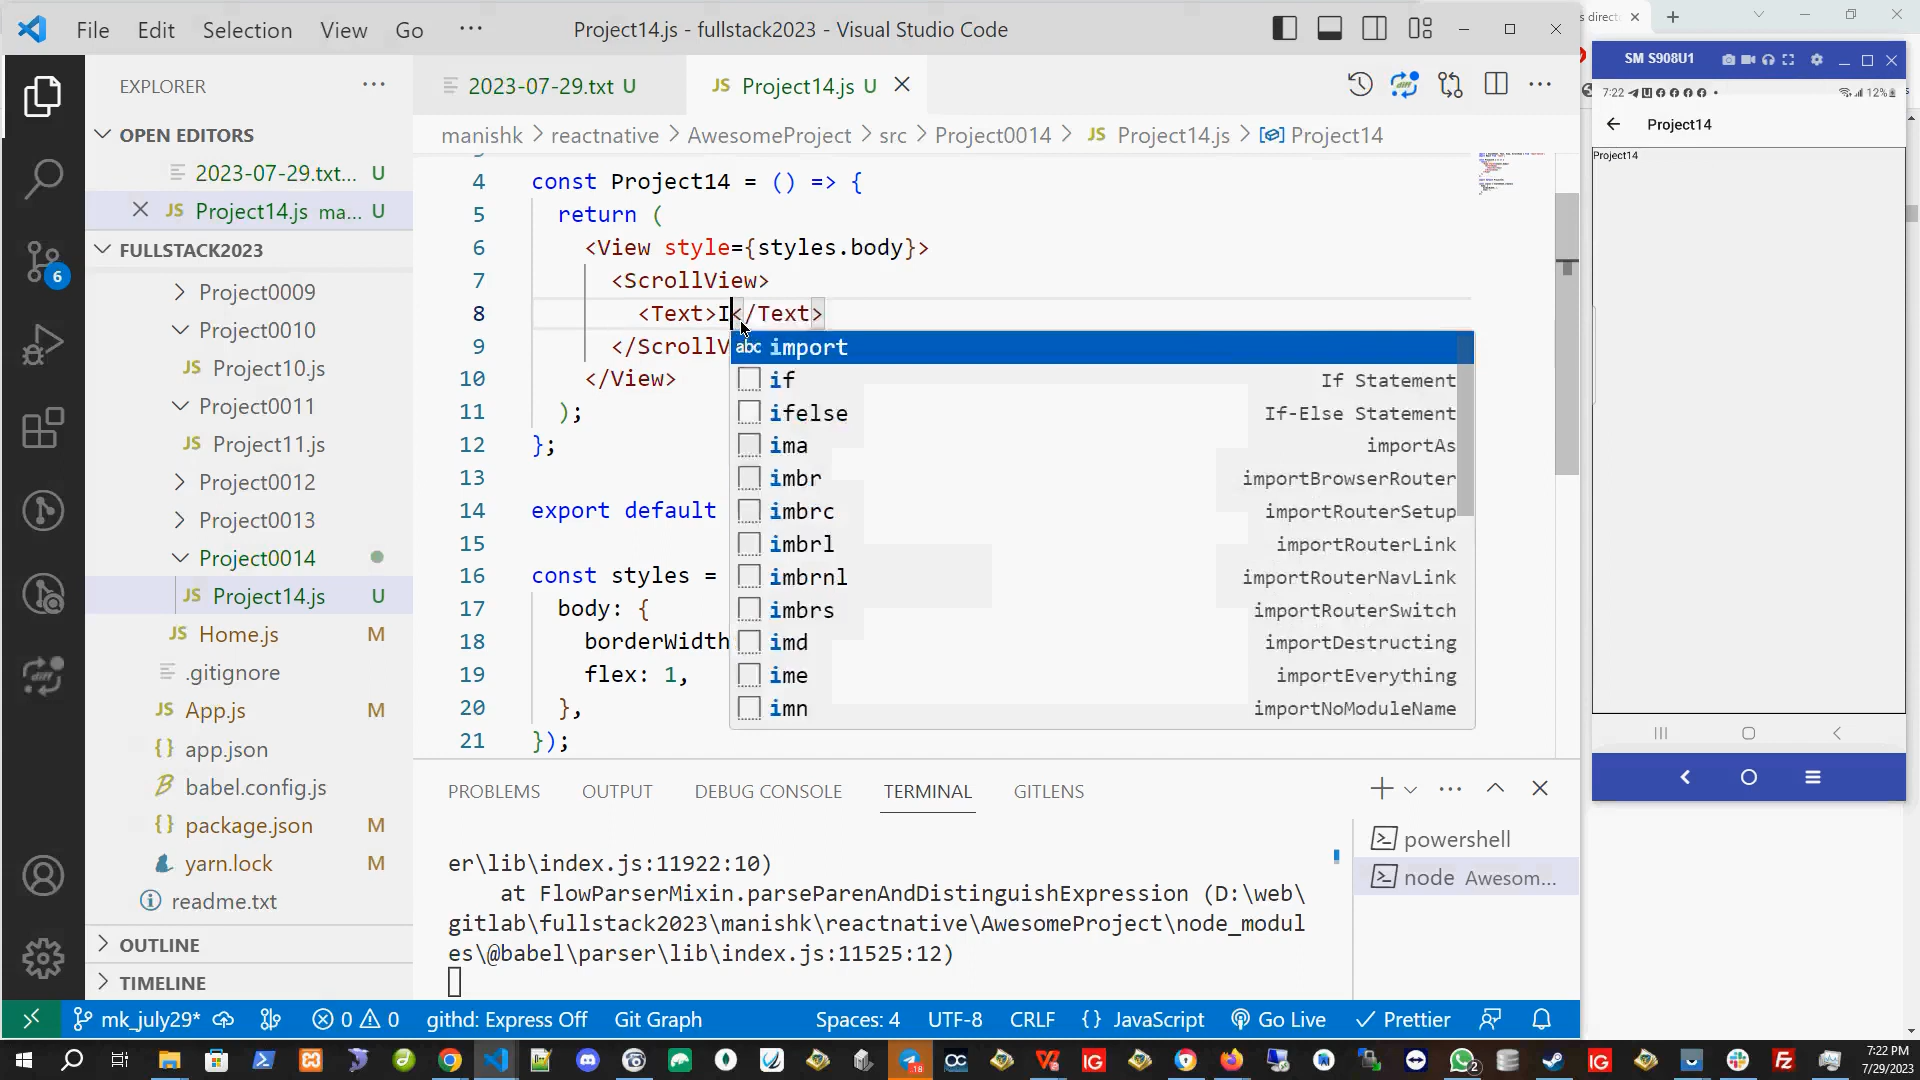 File Edit Selection View Go ··· Project14.js - fullstack2023 - Visual Studio Code
EXPLORER ···
OPEN EDITORS
2023-07-29.txt... U
JS Project14.js ma... U
FULLSTACK2023
Project0009
Project0010
JS Project10.js
Project0011
JS Project11.js
Project0012
Project0013
Project0014
JS Project14.js U
JS Home.js M
.gitignore
JS App.js M
{} app.json
babel.config.js
{} package.json M
yarn.lock M
readme.txt
OUTLINE
TIMELINE
6
2023-07-29.txt U JS Project14.js U
manishk > reactnative > AwesomeProject > src > Project0014 > JS Project14.js > Project14
4 const Project14 = () => {
5 return (
6 <View style={styles.body}>
7 <ScrollView>
8 <Text>I</Text>
9 </ScrollV
10 </View>
11 );
12 };
13
14 export default
15
16 const styles =
17 body: {
18 borderWidth
19 flex: 1,
20 },
21 });
abc import
if If Statement
ifelse If-Else Statement
ima importAs
imbr importBrowserRouter
imbrc importRouterSetup
imbrl importRouterLink
imbrnl importRouterNavLink
imbrs importRouterSwitch
imd importDestructing
ime importEverything
imn importNoModuleName
PROBLEMS OUTPUT DEBUG CONSOLE TERMINAL GITLENS
er\lib\index.js:11922:10)
at FlowParserMixin.parseParenAndDistinguishExpression (D:\web\
gitlab\fullstack2023\manishk\reactnative\AwesomeProject\node_modul
es\@babel\parser\lib\index.js:11525:12)
powershell
node Awesom...
mk_july29* 0 0 githd: Express Off Git Graph Spaces: 4 UTF-8 CRLF {} JavaScript Go Live Prettier
s direct
SM S908U1
7:22 12%
Project14
Project14
7:22 PM
7/29/2023